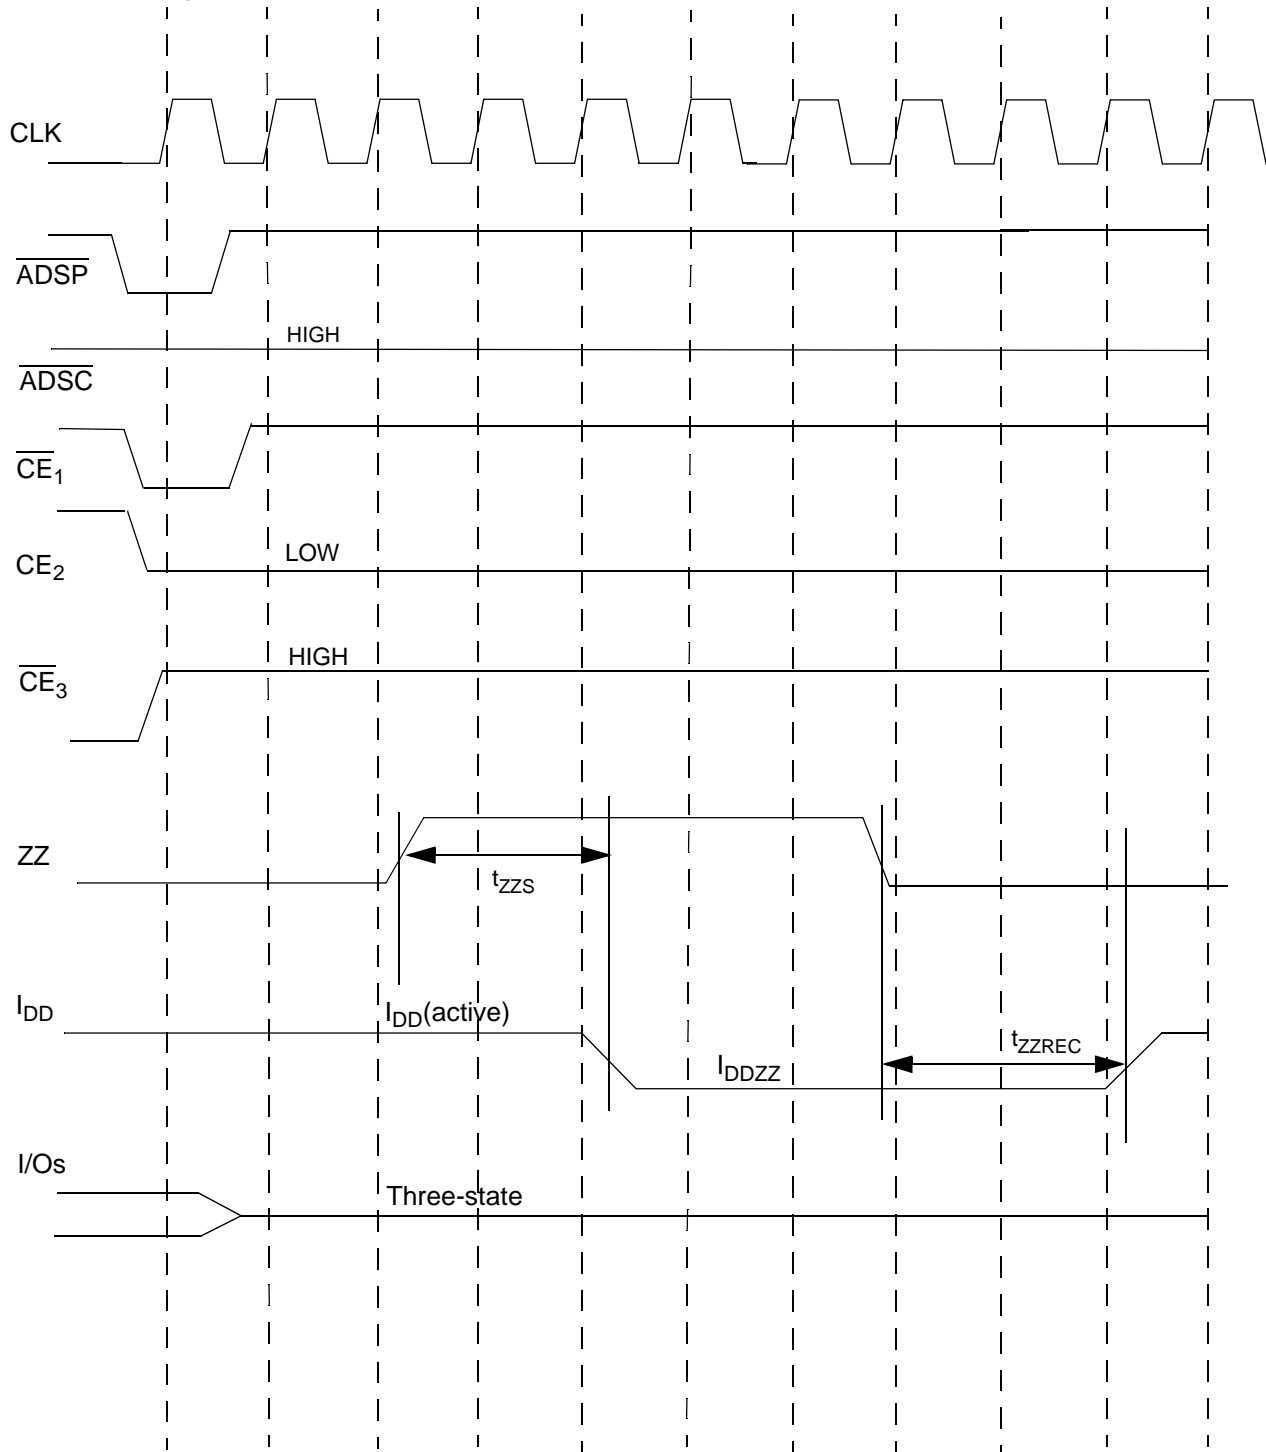 CLK
ADSP
HIGH
ADSC
CE1
LOW
CE2
HIGH
CE3
ZZ
tZZS
IDD
IDD(active)
tZZREC
IDDZZ
I/Os
Three-state